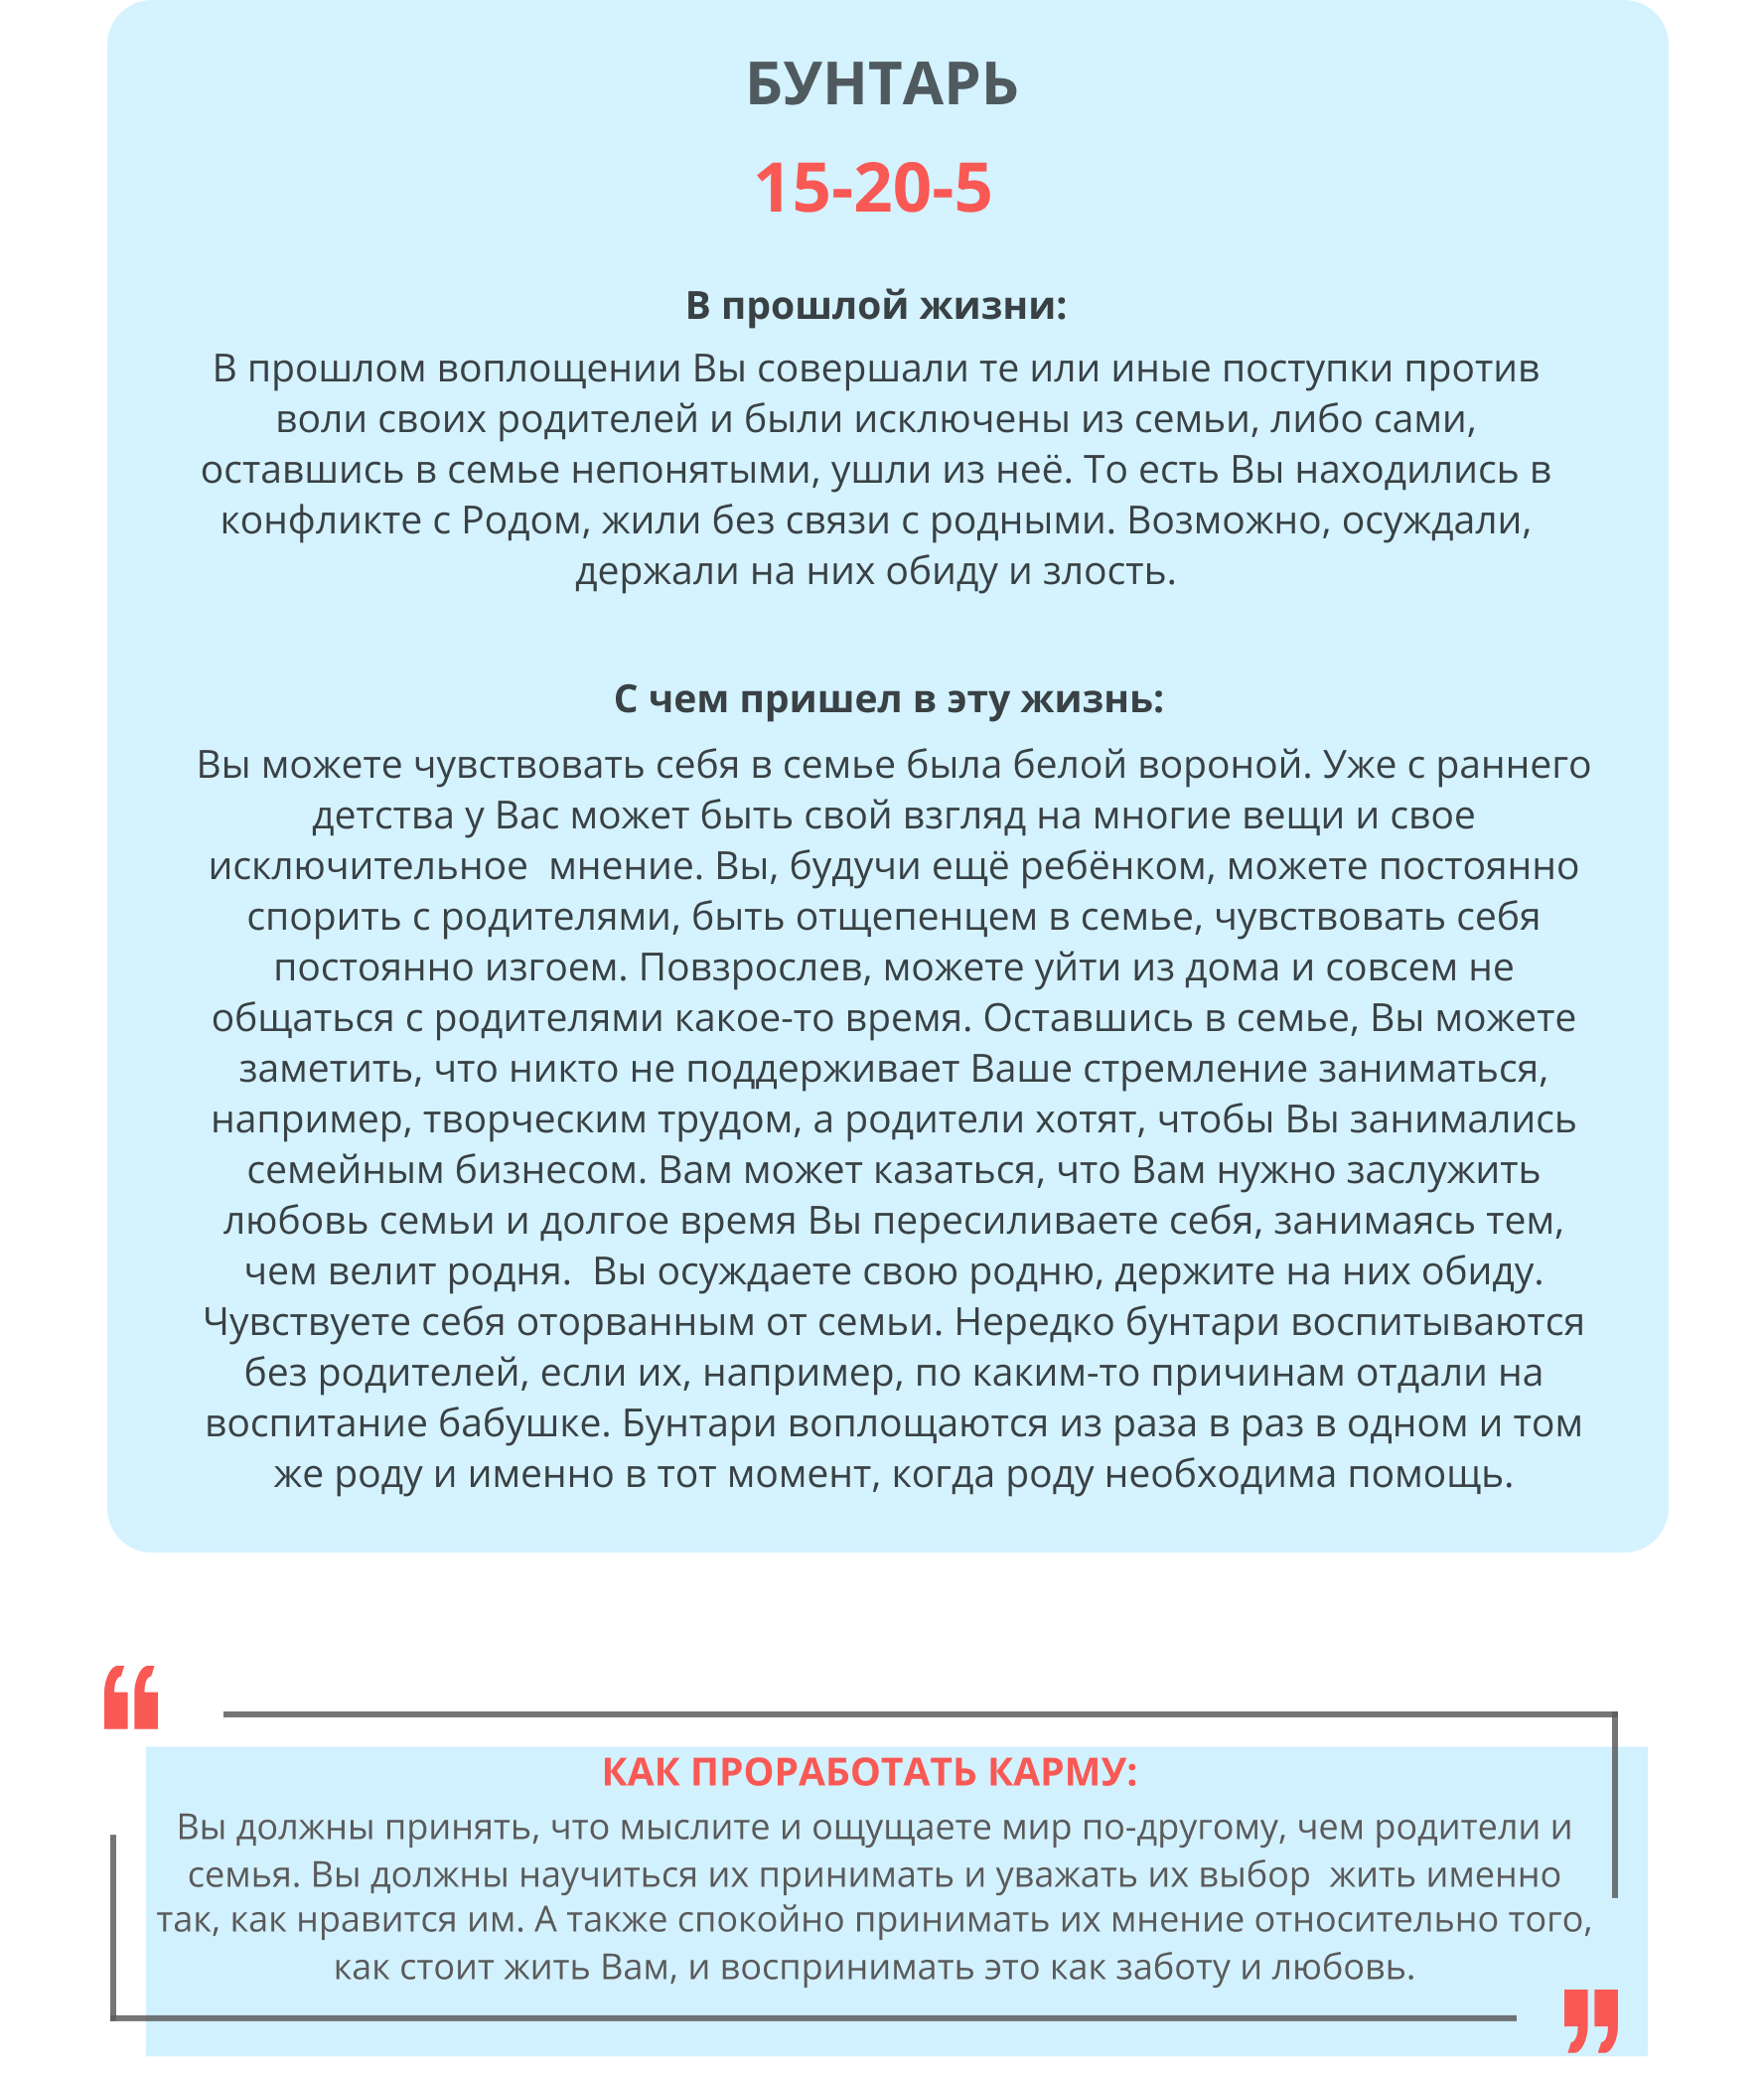 БУНТАРЬ
15-20-5
В прошлой жизни:
В прошлом воплощении Вы совершали те или иные поступки против
воли своих родителей и были исключены из семьи, либо сами,
оставшись в семье непонятыми, ушли из неё. То есть Вы находились в
конфликте с Родом, жили без связи с родными. Возможно, осуждали,
держали на них обиду и злость.
С чем пришел в эту жизнь:
Вы можете чувствовать себя в семье была белой вороной. Уже с раннего
детства у Вас может быть свой взгляд на многие вещи и свое
исключительное  мнение. Вы, будучи ещё ребёнком, можете постоянно
спорить с родителями, быть отщепенцем в семье, чувствовать себя
постоянно изгоем. Повзрослев, можете уйти из дома и совсем не
общаться с родителями какое-то время. Оставшись в семье, Вы можете
заметить, что никто не поддерживает Ваше стремление заниматься,
например, творческим трудом, а родители хотят, чтобы Вы занимались
семейным бизнесом. Вам может казаться, что Вам нужно заслужить
любовь семьи и долгое время Вы пересиливаете себя, занимаясь тем,
чем велит родня.  Вы осуждаете свою родню, держите на них обиду.
Чувствуете себя оторванным от семьи. Нередко бунтари воспитываются
без родителей, если их, например, по каким-то причинам отдали на
воспитание бабушке. Бунтари воплощаются из раза в раз в одном и том
же роду и именно в тот момент, когда роду необходима помощь.
“
КАК ПРОРАБОТАТЬ КАРМУ:
Вы должны принять, что мыслите и ощущаете мир по-другому, чем родители и
семья. Вы должны научиться их принимать и уважать их выбор  жить именно
так, как нравится им. А также спокойно принимать их мнение относительно того,
как стоит жить Вам, и воспринимать это как заботу и любовь.
”